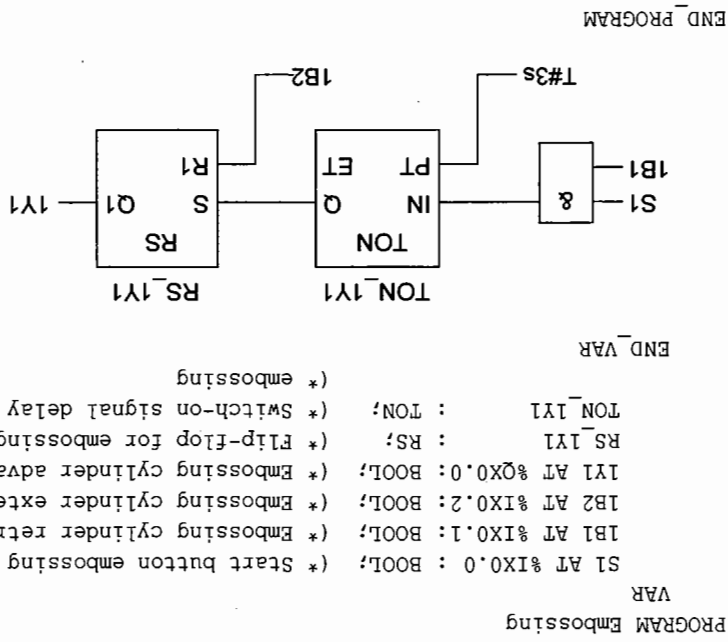 PROGRAM Embossing
VAR
S1 AT %IX0.0 : BOOL; (* Start button embossing
1B1 AT %IX0.1: BOOL; (* Embossing cylinder retr
1B2 AT %IX0.2: BOOL; (* Embossing cylinder exte
1Y1 AT %QX0.0: BOOL; (* Embossing cylinder adva
RS_1Y1 : RS; (* Flip-flop for embossing
TON_1Y1 : TON; (* Switch-on signal delay
(* embossing
END_VAR
TON_1Y1 RS_1Y1
TON RS
S1 & IN Q S Q1 1Y1
1B1 PT ET R1
T#3s 1B2
END_PROGRAM